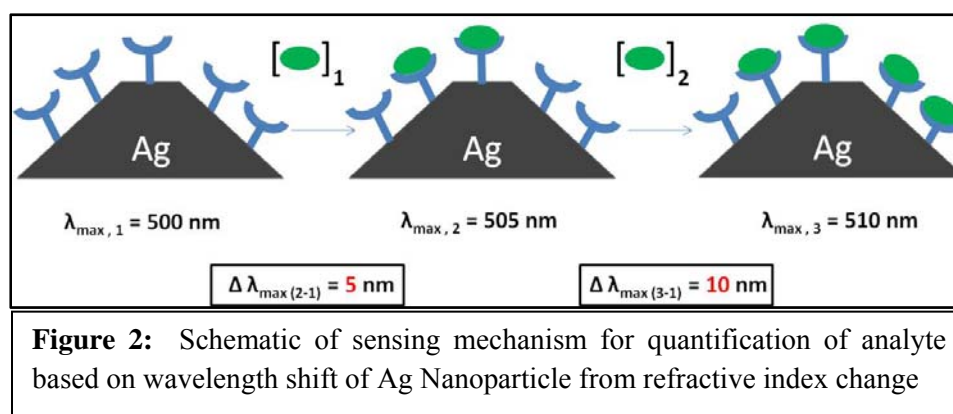 [ ]₁ [ ]₂
Ag Ag Ag
λmax , 1 = 500 nm λmax , 2 = 505 nm λmax , 3 = 510 nm
Δ λmax (2-1) = 5 nm Δ λmax (3-1) = 10 nm
Figure 2: Schematic of sensing mechanism for quantification of analyte
based on wavelength shift of Ag Nanoparticle from refractive index change